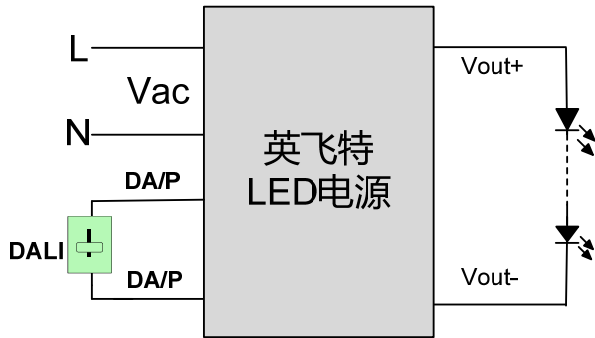 L
Vac
N
DA/P
DALI
DA/P
英飞特
LED电源
Vout+
Vout-